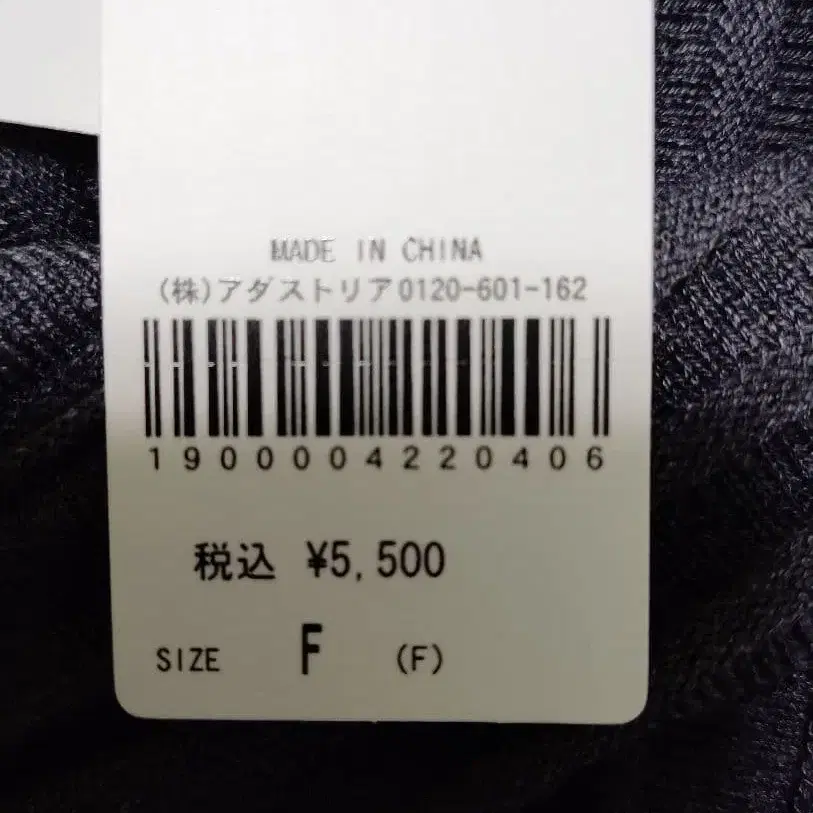 MADE IN CHINA
(株)アダストリア0120-601-162
1900004220406
税込 ¥5,500
SIZE F (F)